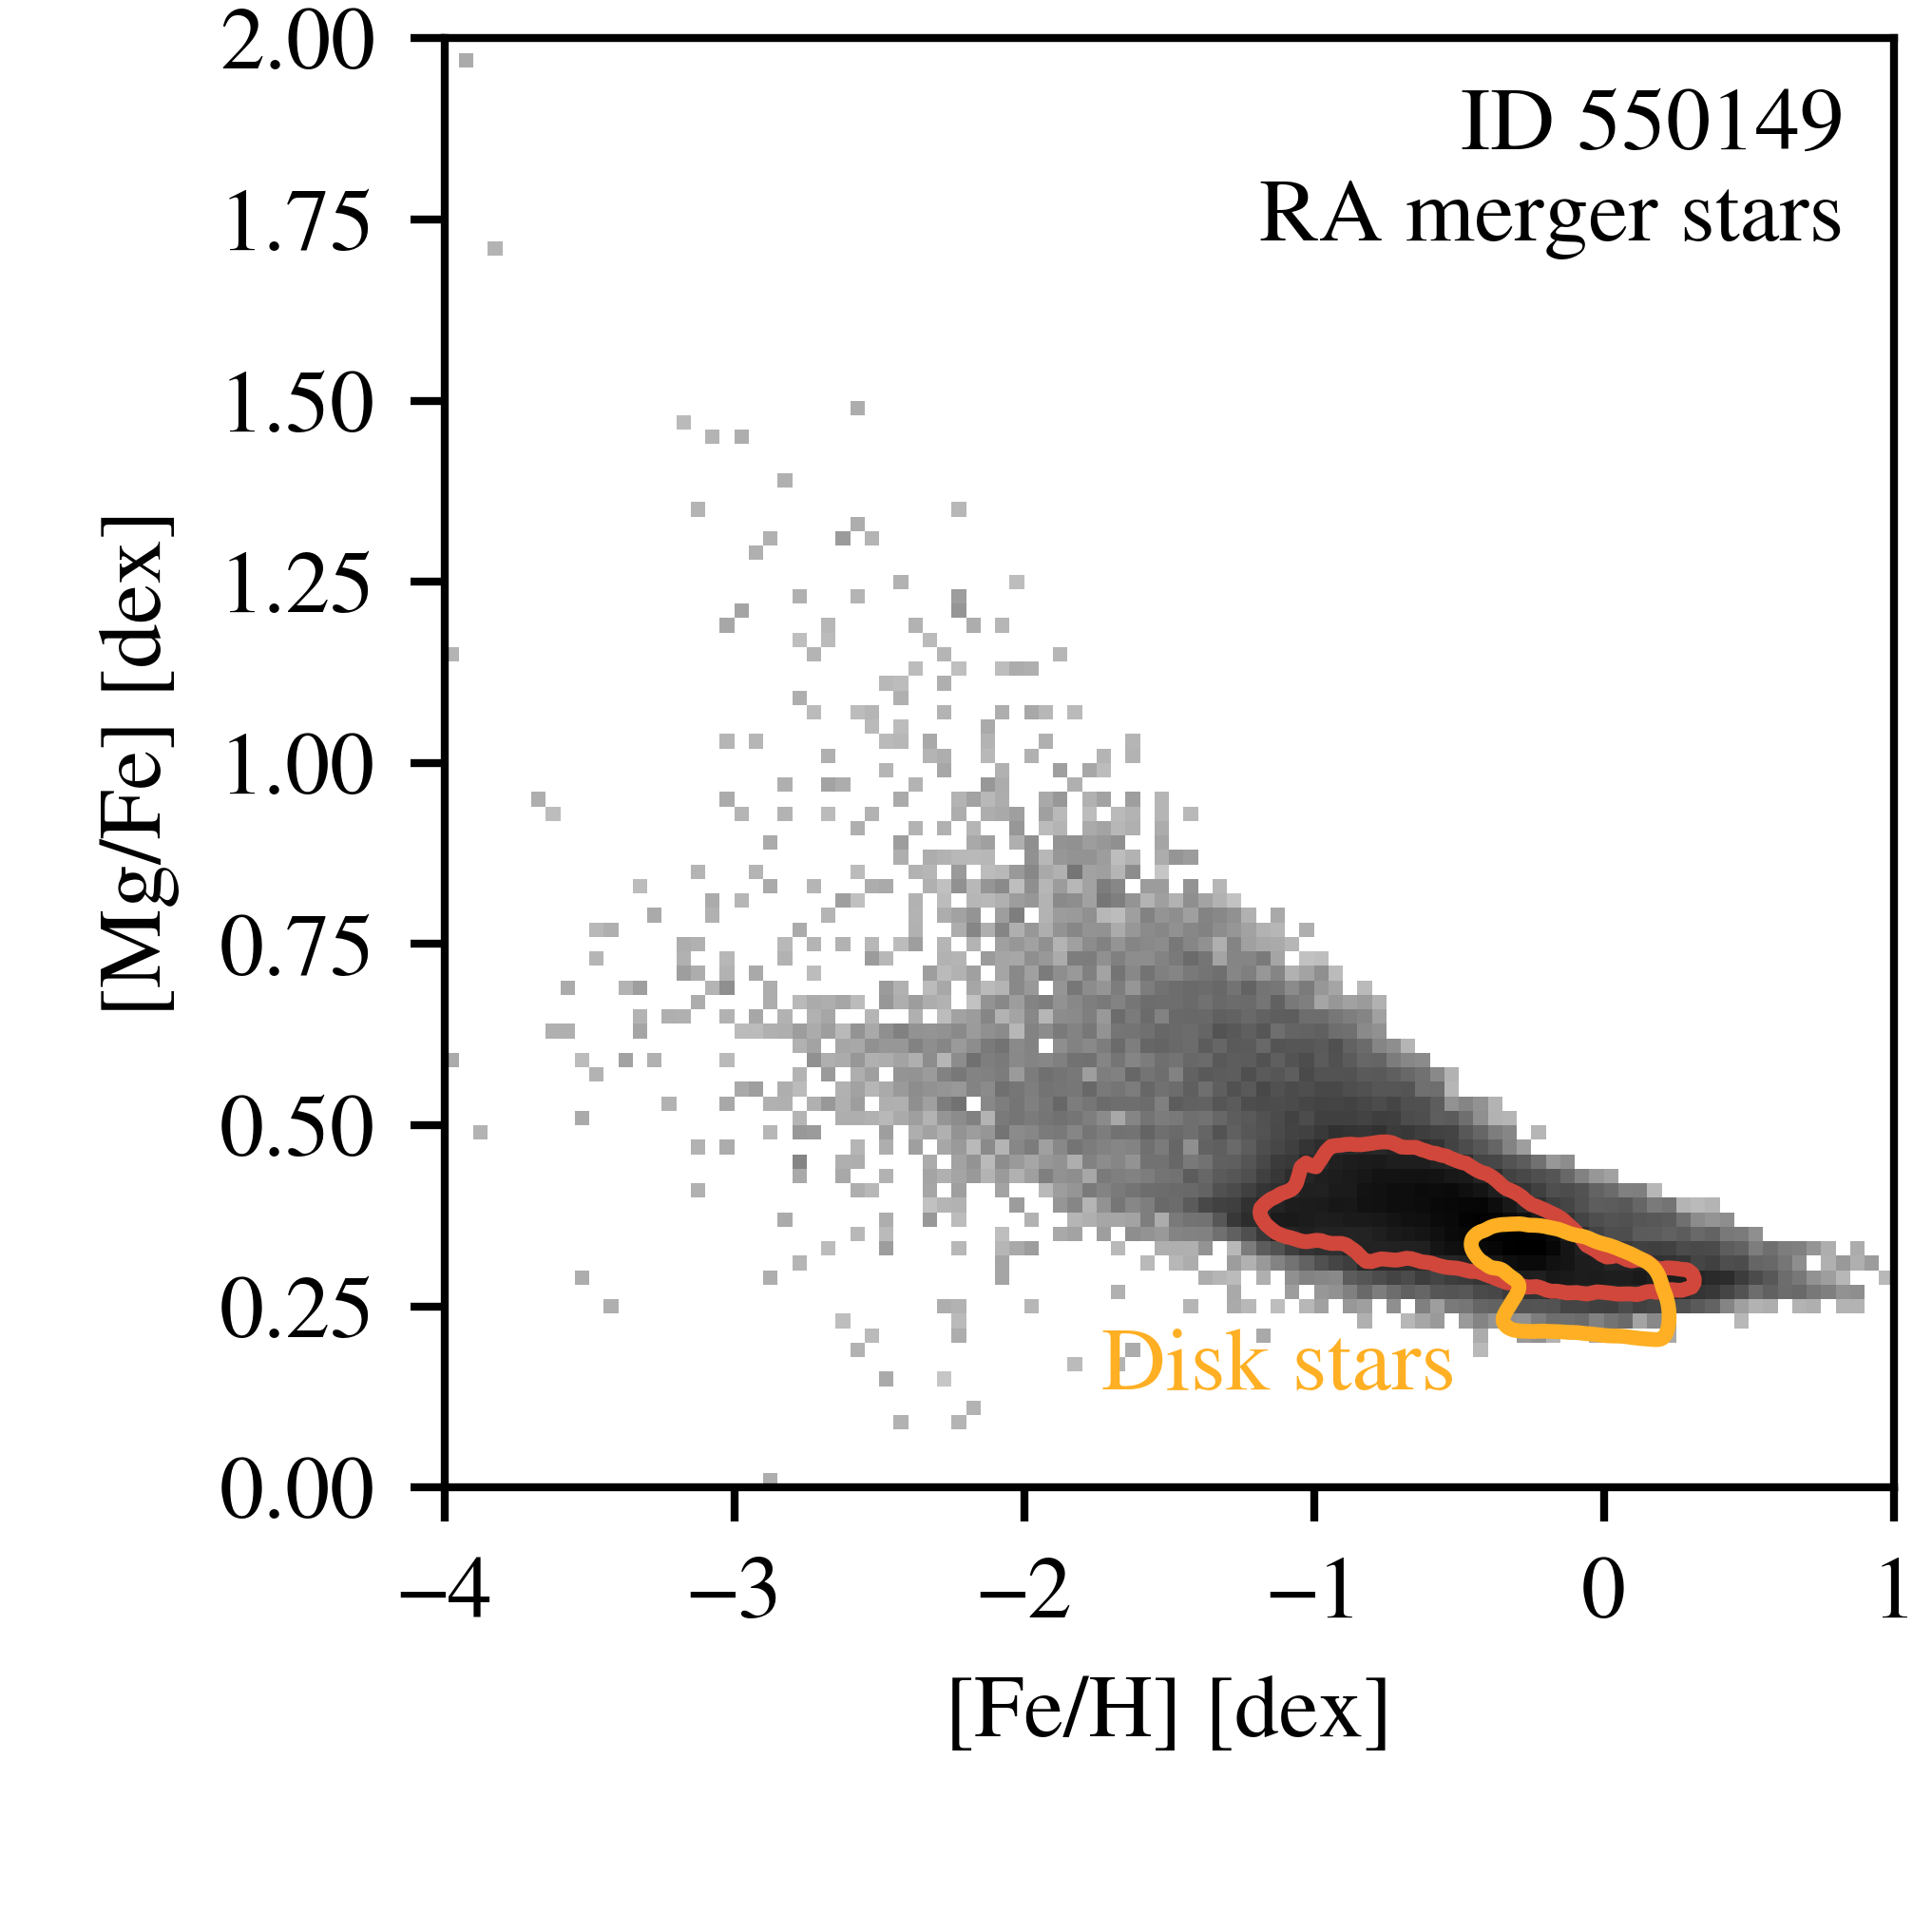 2.00
1.75
1.50
1.25
1.00
0.75
0.50
0.25
0.00
[Mg/Fe] [dex]
ID 550149
RA merger stars
Disk stars
−4 −3 −2 −1 0 1
[Fe/H] [dex]